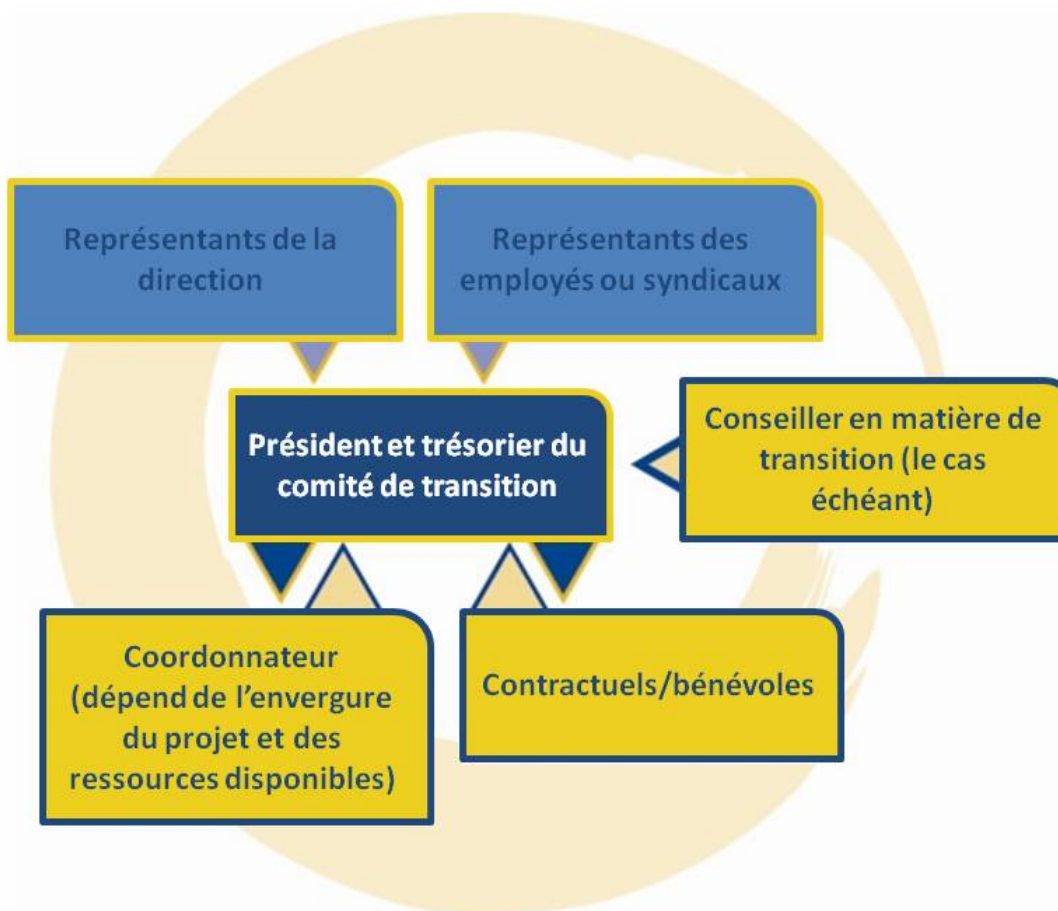 Représentants de la
direction
Représentants des
employés ou syndicaux
Président et trésorier du
comité de transition
Conseiller en matière de
transition (le cas
échéant)
Coordonnateur
(dépend de l’envergure
du projet et des
ressources disponibles)
Contractuels/bénévoles